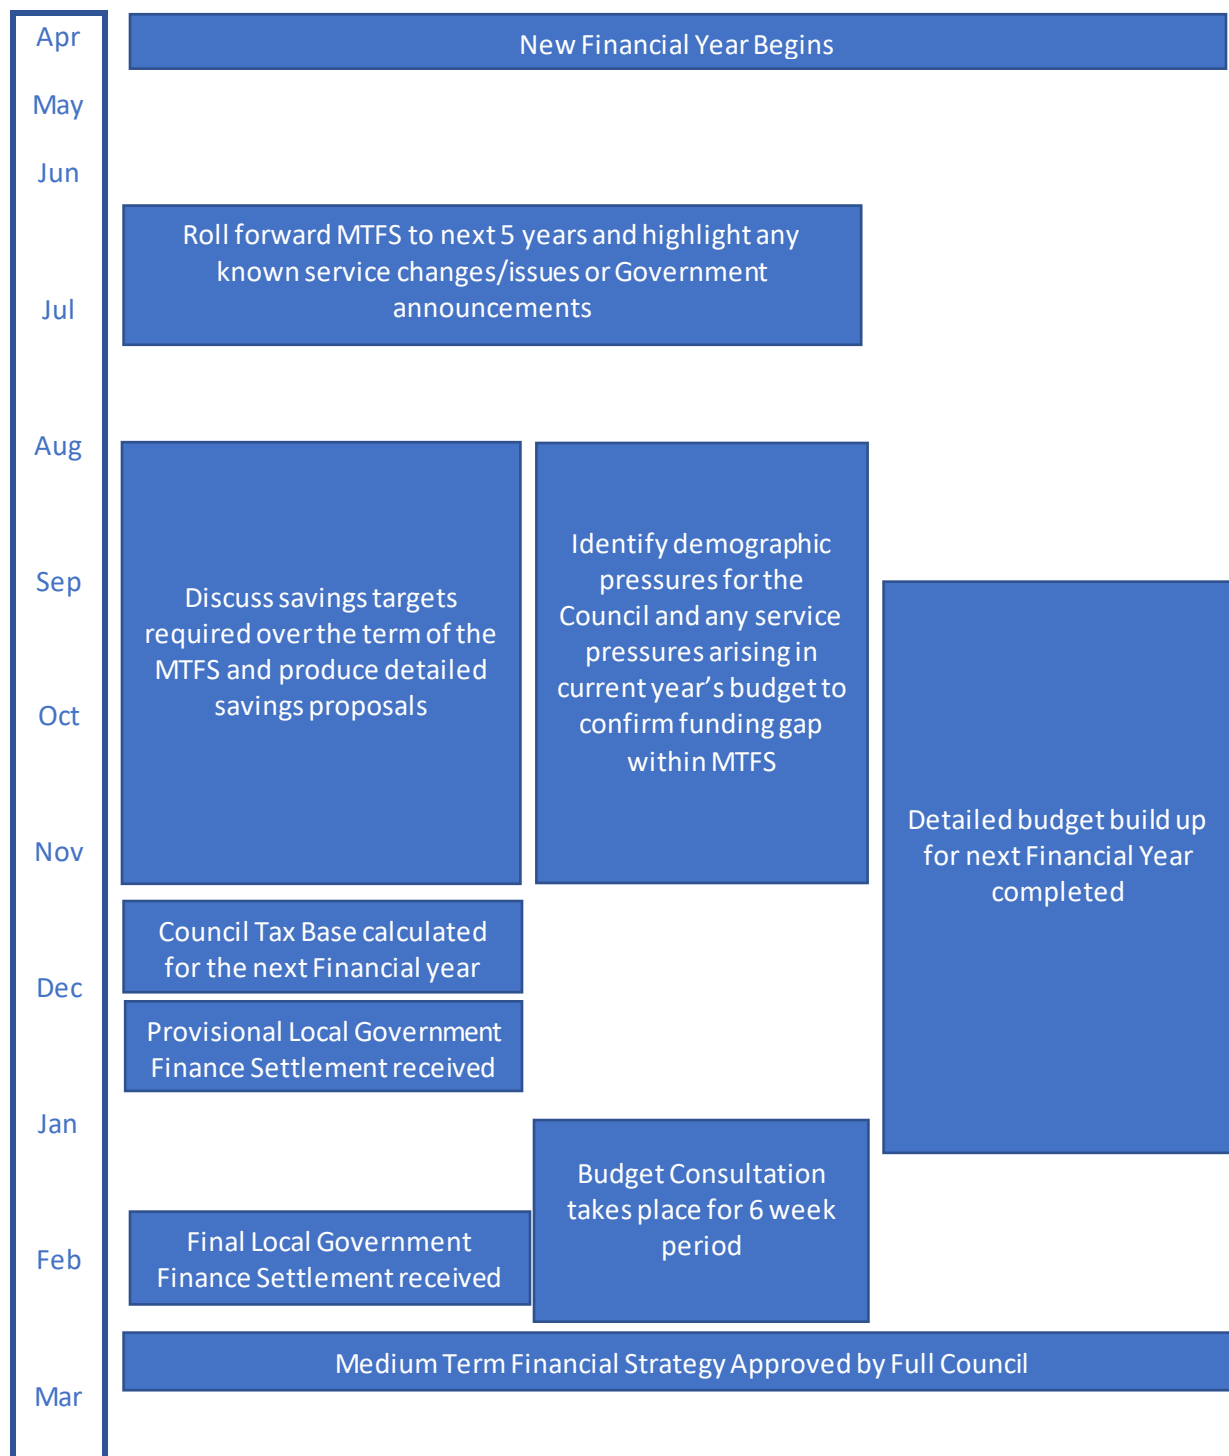 Apr
New Financial Year Begins
May
Jun
Roll forward MTFS to next 5 years and highlight any
known service changes/issues or Government
announcements
Jul
Aug
Discuss savings targets
required over the term of the
MTFS and produce detailed
savings proposals
Identify demographic
pressures for the
Council and any service
pressures arising in
current year’s budget to
confirm funding gap
within MTFS
Sep
Oct
Nov
Detailed budget build up
for next Financial Year
completed
Council Tax Base calculated
for the next Financial year
Dec
Provisional Local Government
Finance Settlement received
Jan
Budget Consultation
takes place for 6 week
period
Final Local Government
Finance Settlement received
Feb
Medium Term Financial Strategy Approved by Full Council
Mar